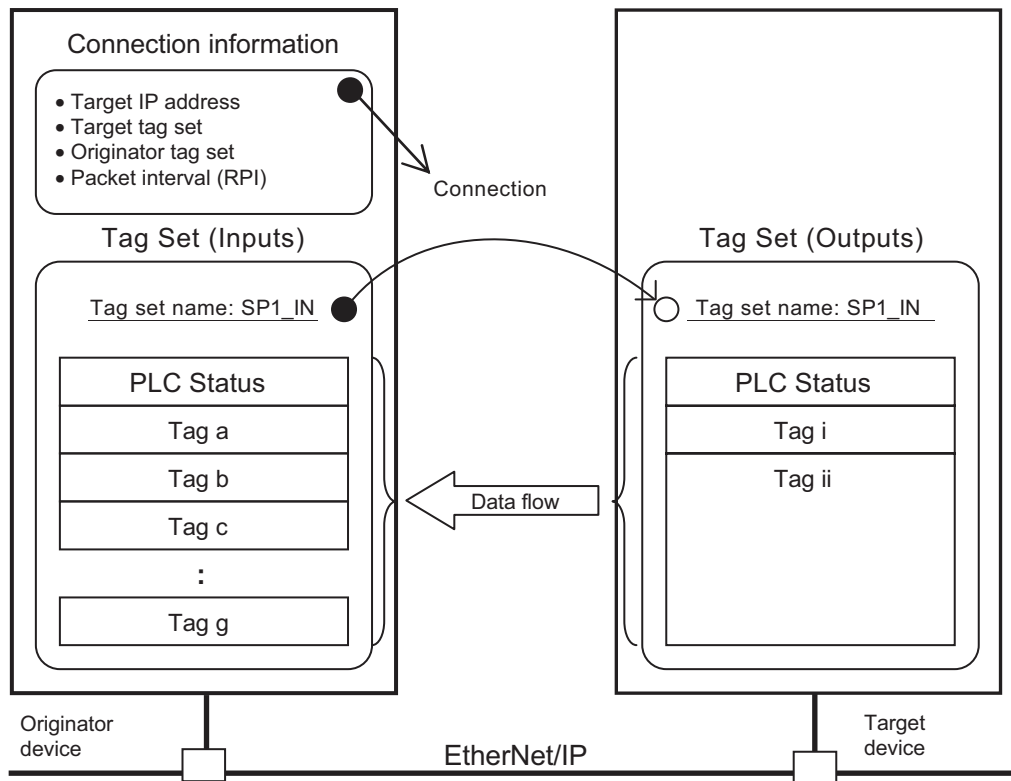 Connection information
• Target IP address
• Target tag set
• Originator tag set
• Packet interval (RPI)
Connection
Tag Set (Inputs)
Tag set name: SP1_IN
PLC Status
Tag a
Tag b
Tag c
:
Tag g
Data flow
Tag Set (Outputs)
Tag set name: SP1_IN
PLC Status
Tag i
Tag ii
Originator
device
EtherNet/IP
Target
device